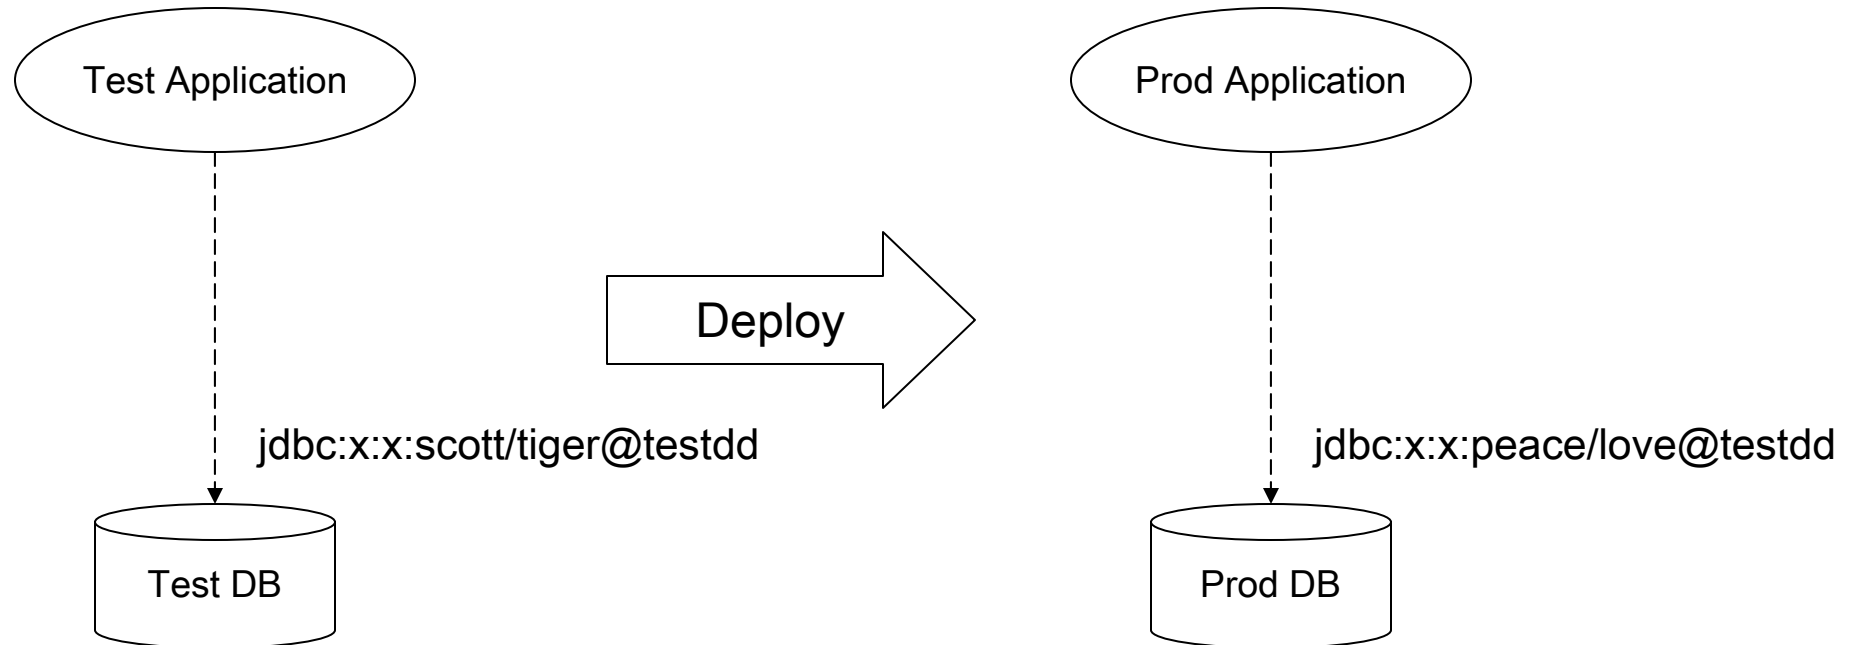 Test Application
Prod Application
Deploy
jdbc:x:x:scott/tiger@testdd
jdbc:x:x:peace/love@testdd
Test DB
Prod DB